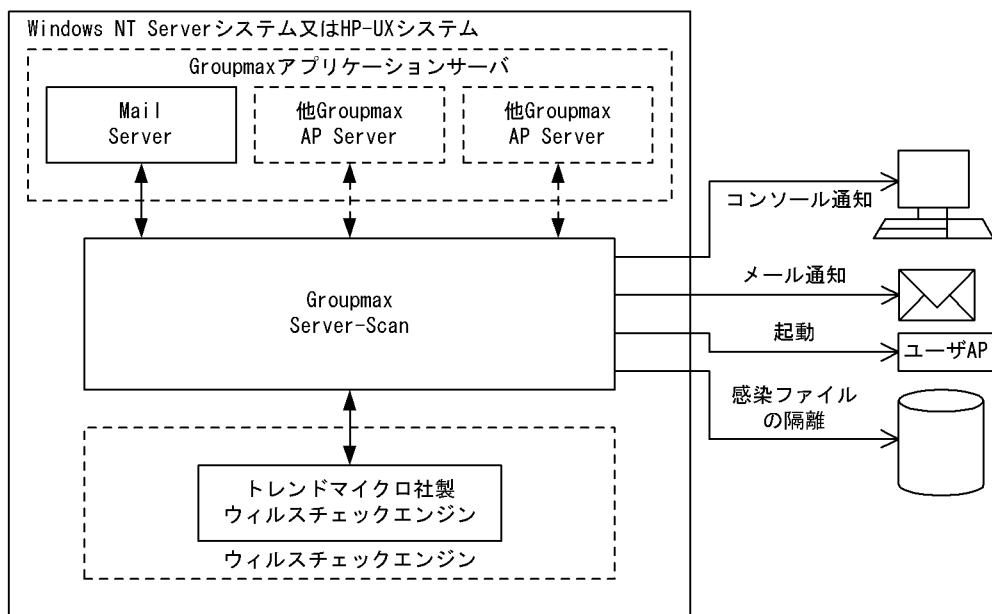 Windows NT Serverシステム又はHP-UXシステム
Groupmaxアプリケーションサーバ
Mail
Server
他Groupmax
AP Server
他Groupmax
AP Server
コンソール通知
メール通知
Groupmax
Server-Scan
起動
ユーザAP
感染ファイル
の隔離
トレンドマイクロ社製
ウィルスチェックエンジン
ウィルスチェックエンジン